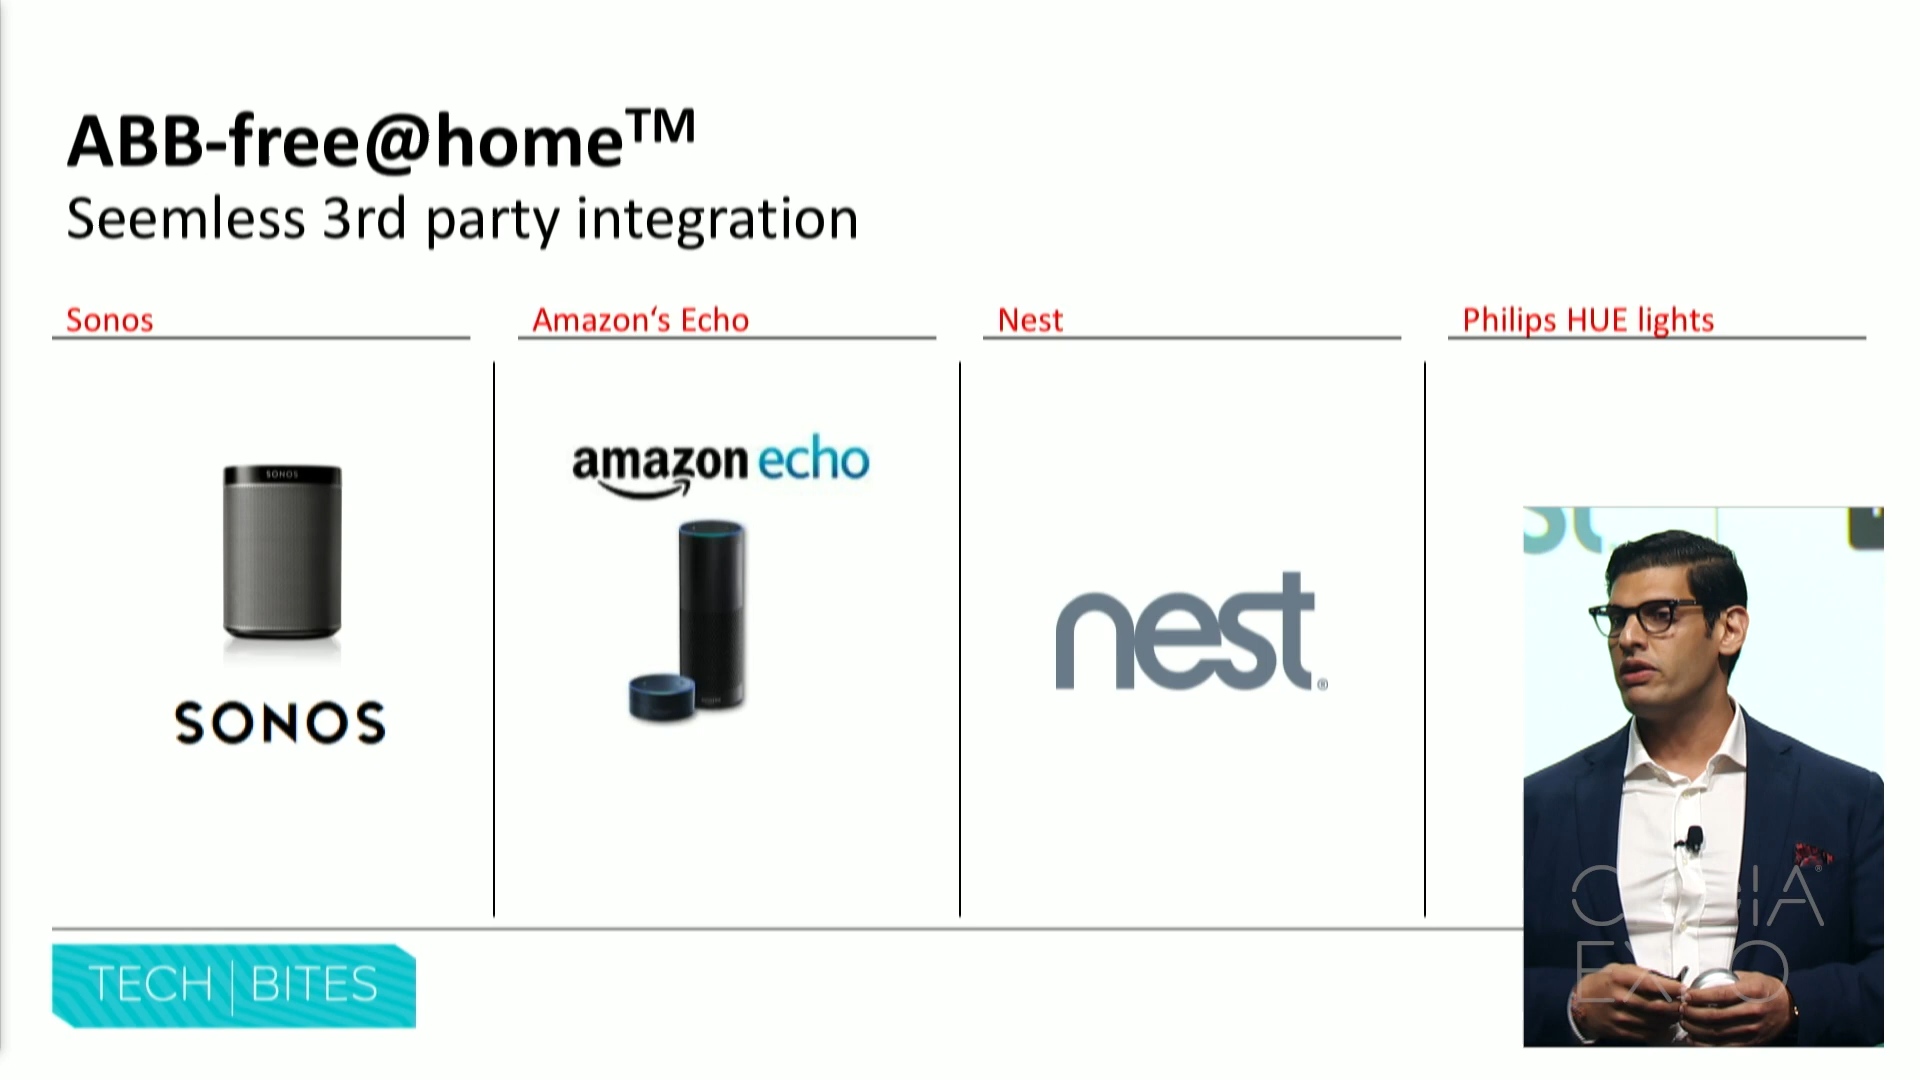 ABB-free@home™
Seemless 3rd party integration
Sonos
Amazon‘s Echo
Nest
Philips HUE lights
SONOS
amazon echo
nest®
SONOS
TECH | BITES
EXPO